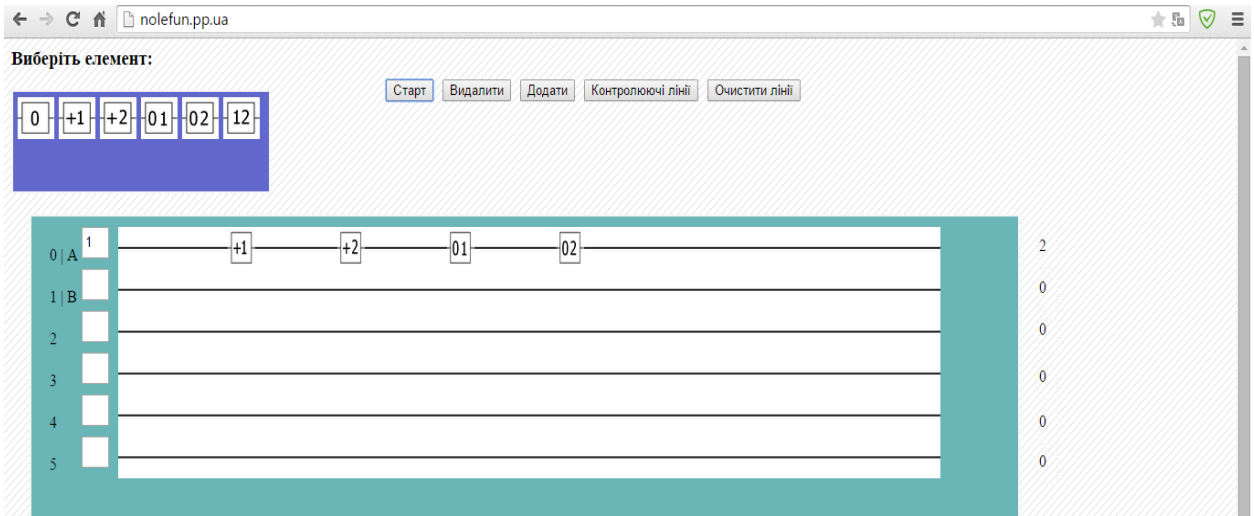 nolefun.pp.ua
Виберіть елемент:
Старт Видалити Додати Контролюючі лінії Очистити лінії
0 +1 +2 01 02 12
0 | A 1 +1 +2 01 02 2
1 | B 0
2 0
3 0
4 0
5 0